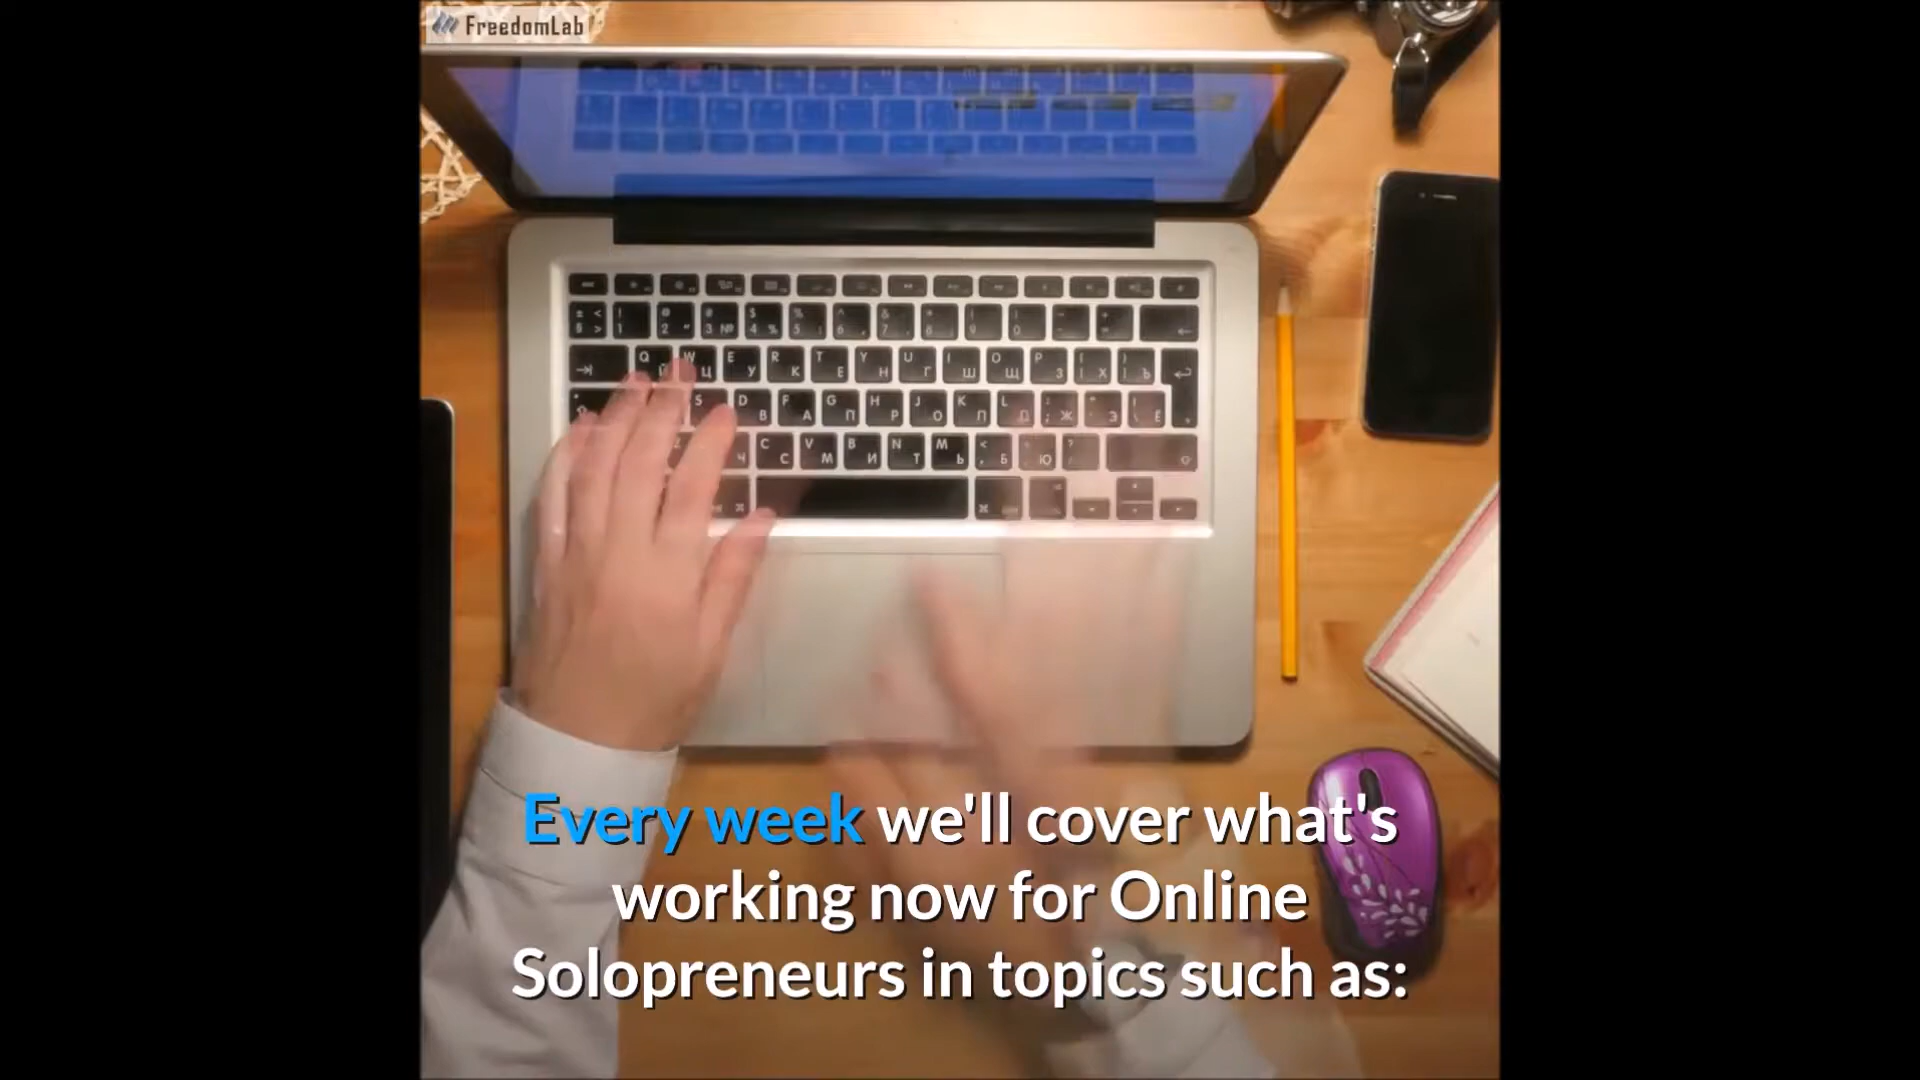 FreedomLab
Every week we'll cover what's
working now for Online
Solopreneurs in topics such as: